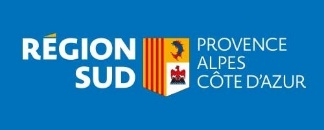 RÉGION
SUD
PROVENCE
ALPES
CÔTE D'AZUR